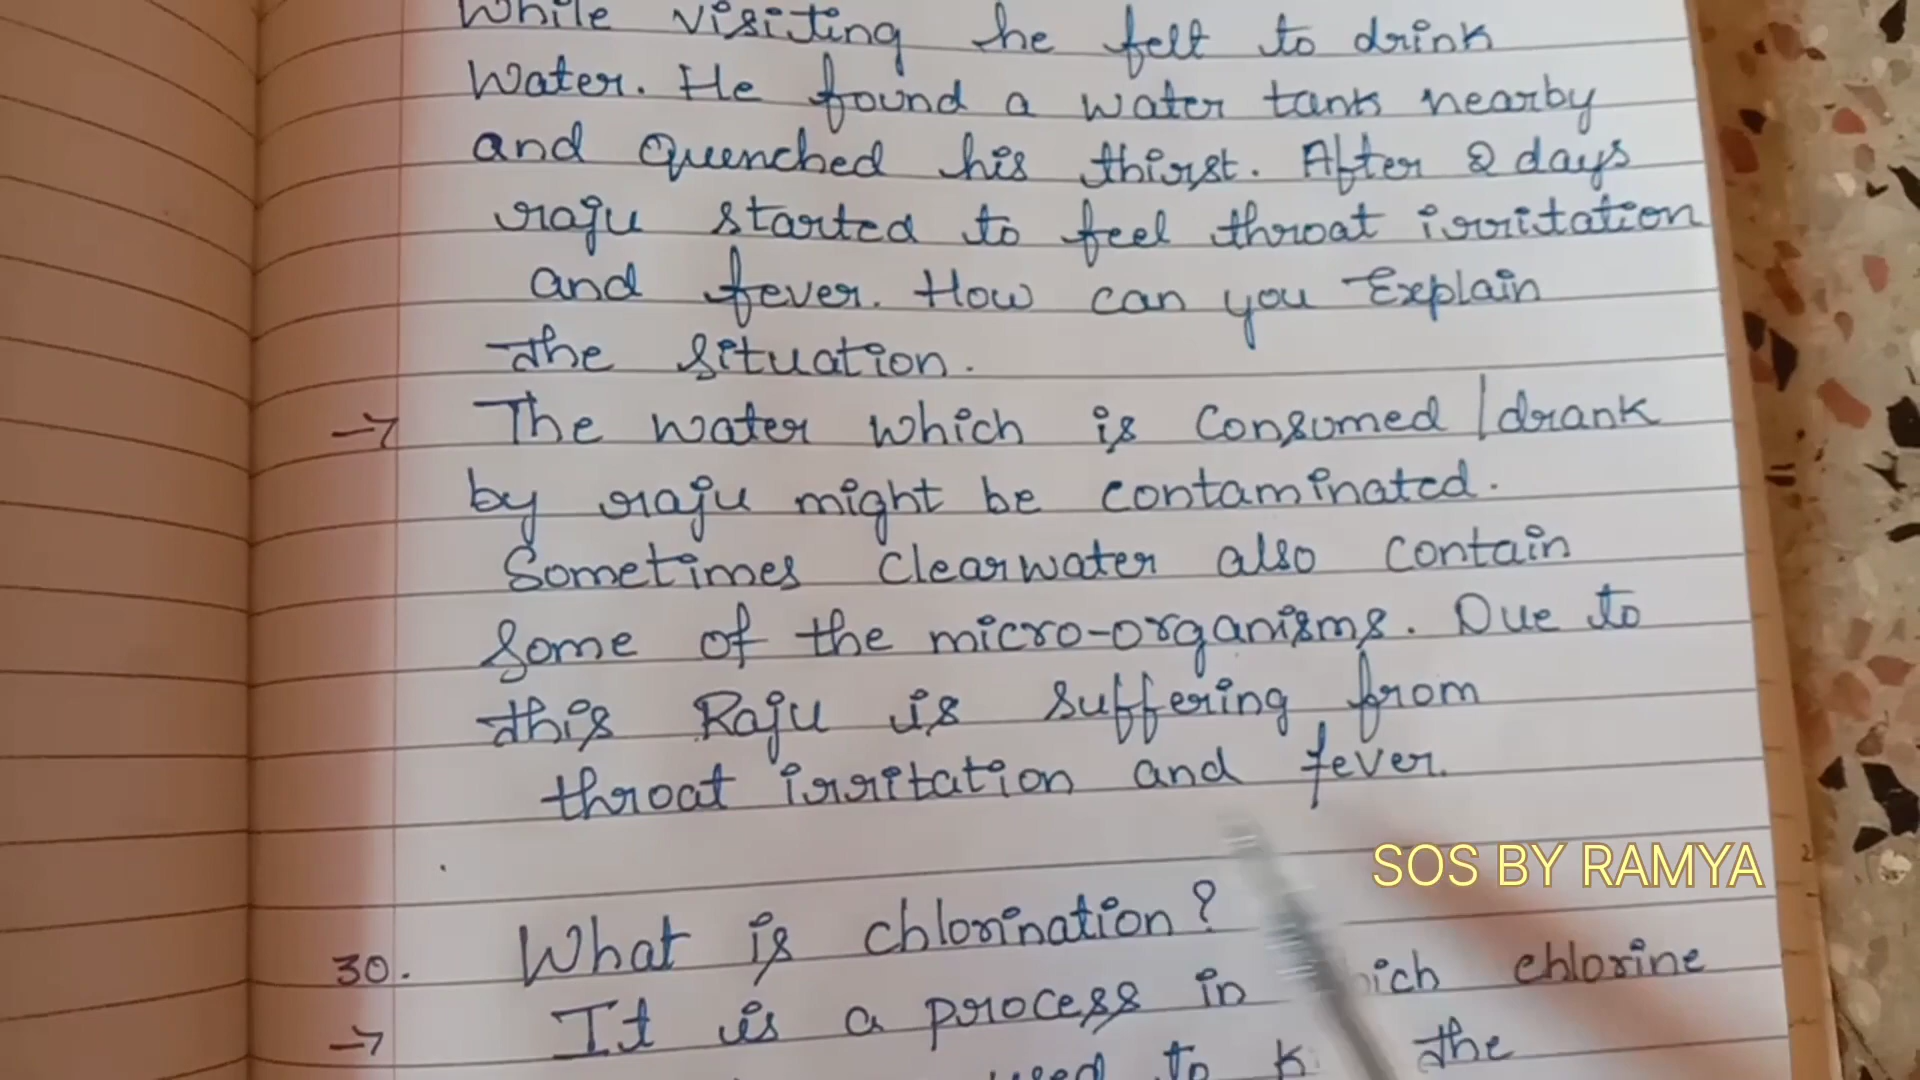 While visiting he felt to drink
Water. He found a water tank nearby
and quenched his thirst. After 2 days
raju started to feel throat irritation
and fever. How can you Explain
the situation.
→ The water which is consumed / drank
by raju might be contaminated.
Sometimes clearwater also contain
some of the micro-organisms. Due to
this Raju is suffering from
throat irritation and fever.
SOS BY RAMYA
30. What is chlorination?
→ It is a process in chlorine
used to the